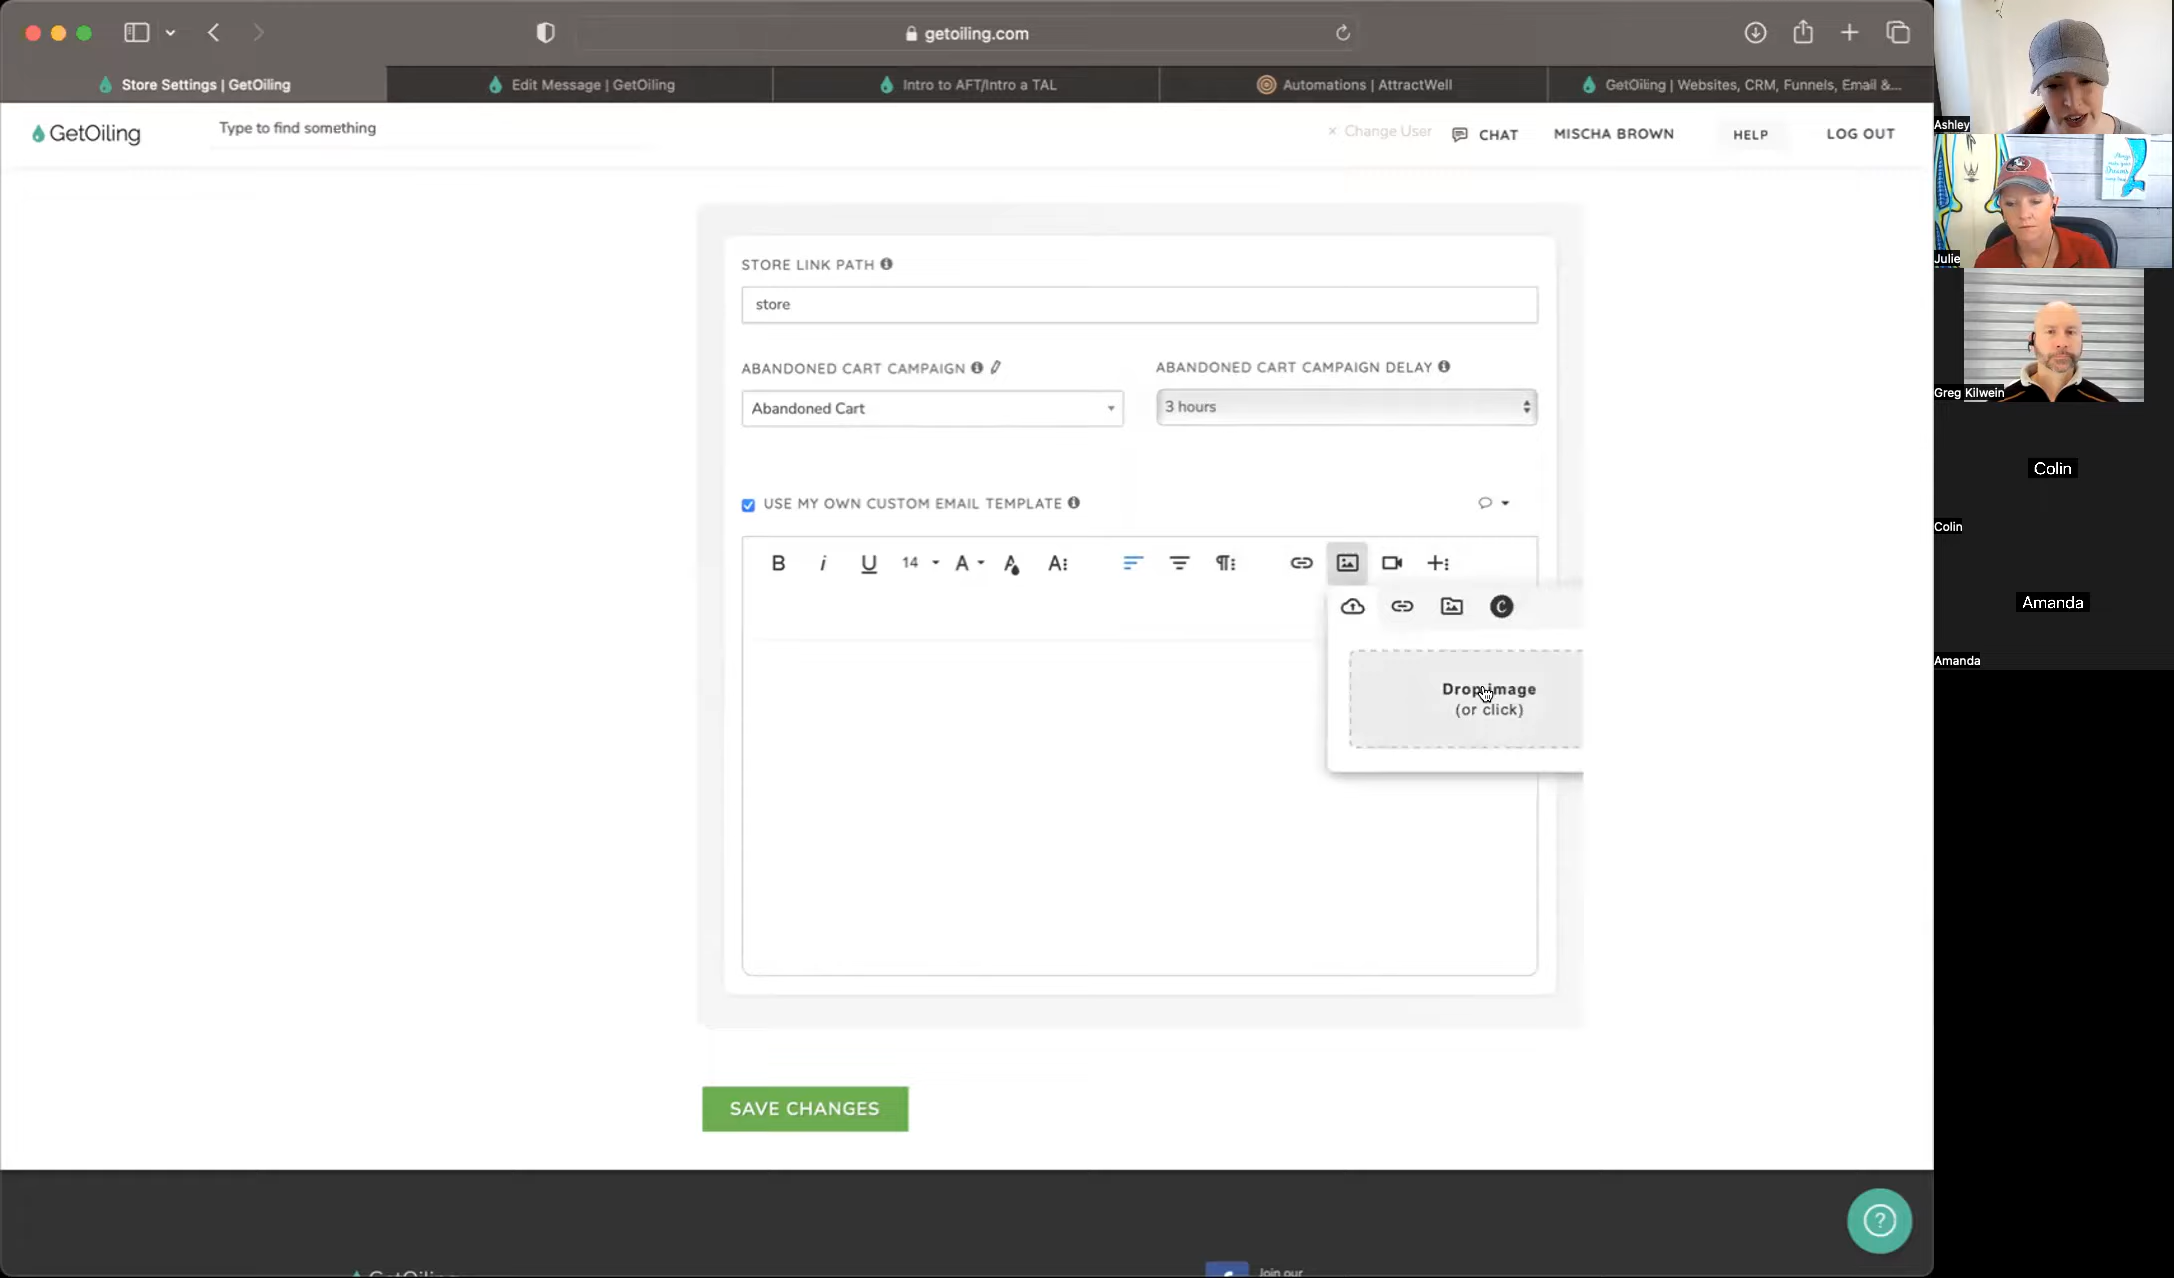 getoiling.com
Store Settings | GetOiling
Edit Message | GetOiling
Intro to AFT/Intro a TAL
Automations | AttractWell
GetOiling | Websites, CRM, Funnels, Email &...
GetOiling
Type to find something
× Change User
CHAT
MISCHA BROWN
HELP
LOG OUT
STORE LINK PATH
store
ABANDONED CART CAMPAIGN
ABANDONED CART CAMPAIGN DELAY
Abandoned Cart
3 hours
USE MY OWN CUSTOM EMAIL TEMPLATE
B i U 14 A A A
Drop image
(or click)
SAVE CHANGES
GetOiling
Join our
Ashley
Julie
Greg Kilwein
Colin
Colin
Amanda
Amanda